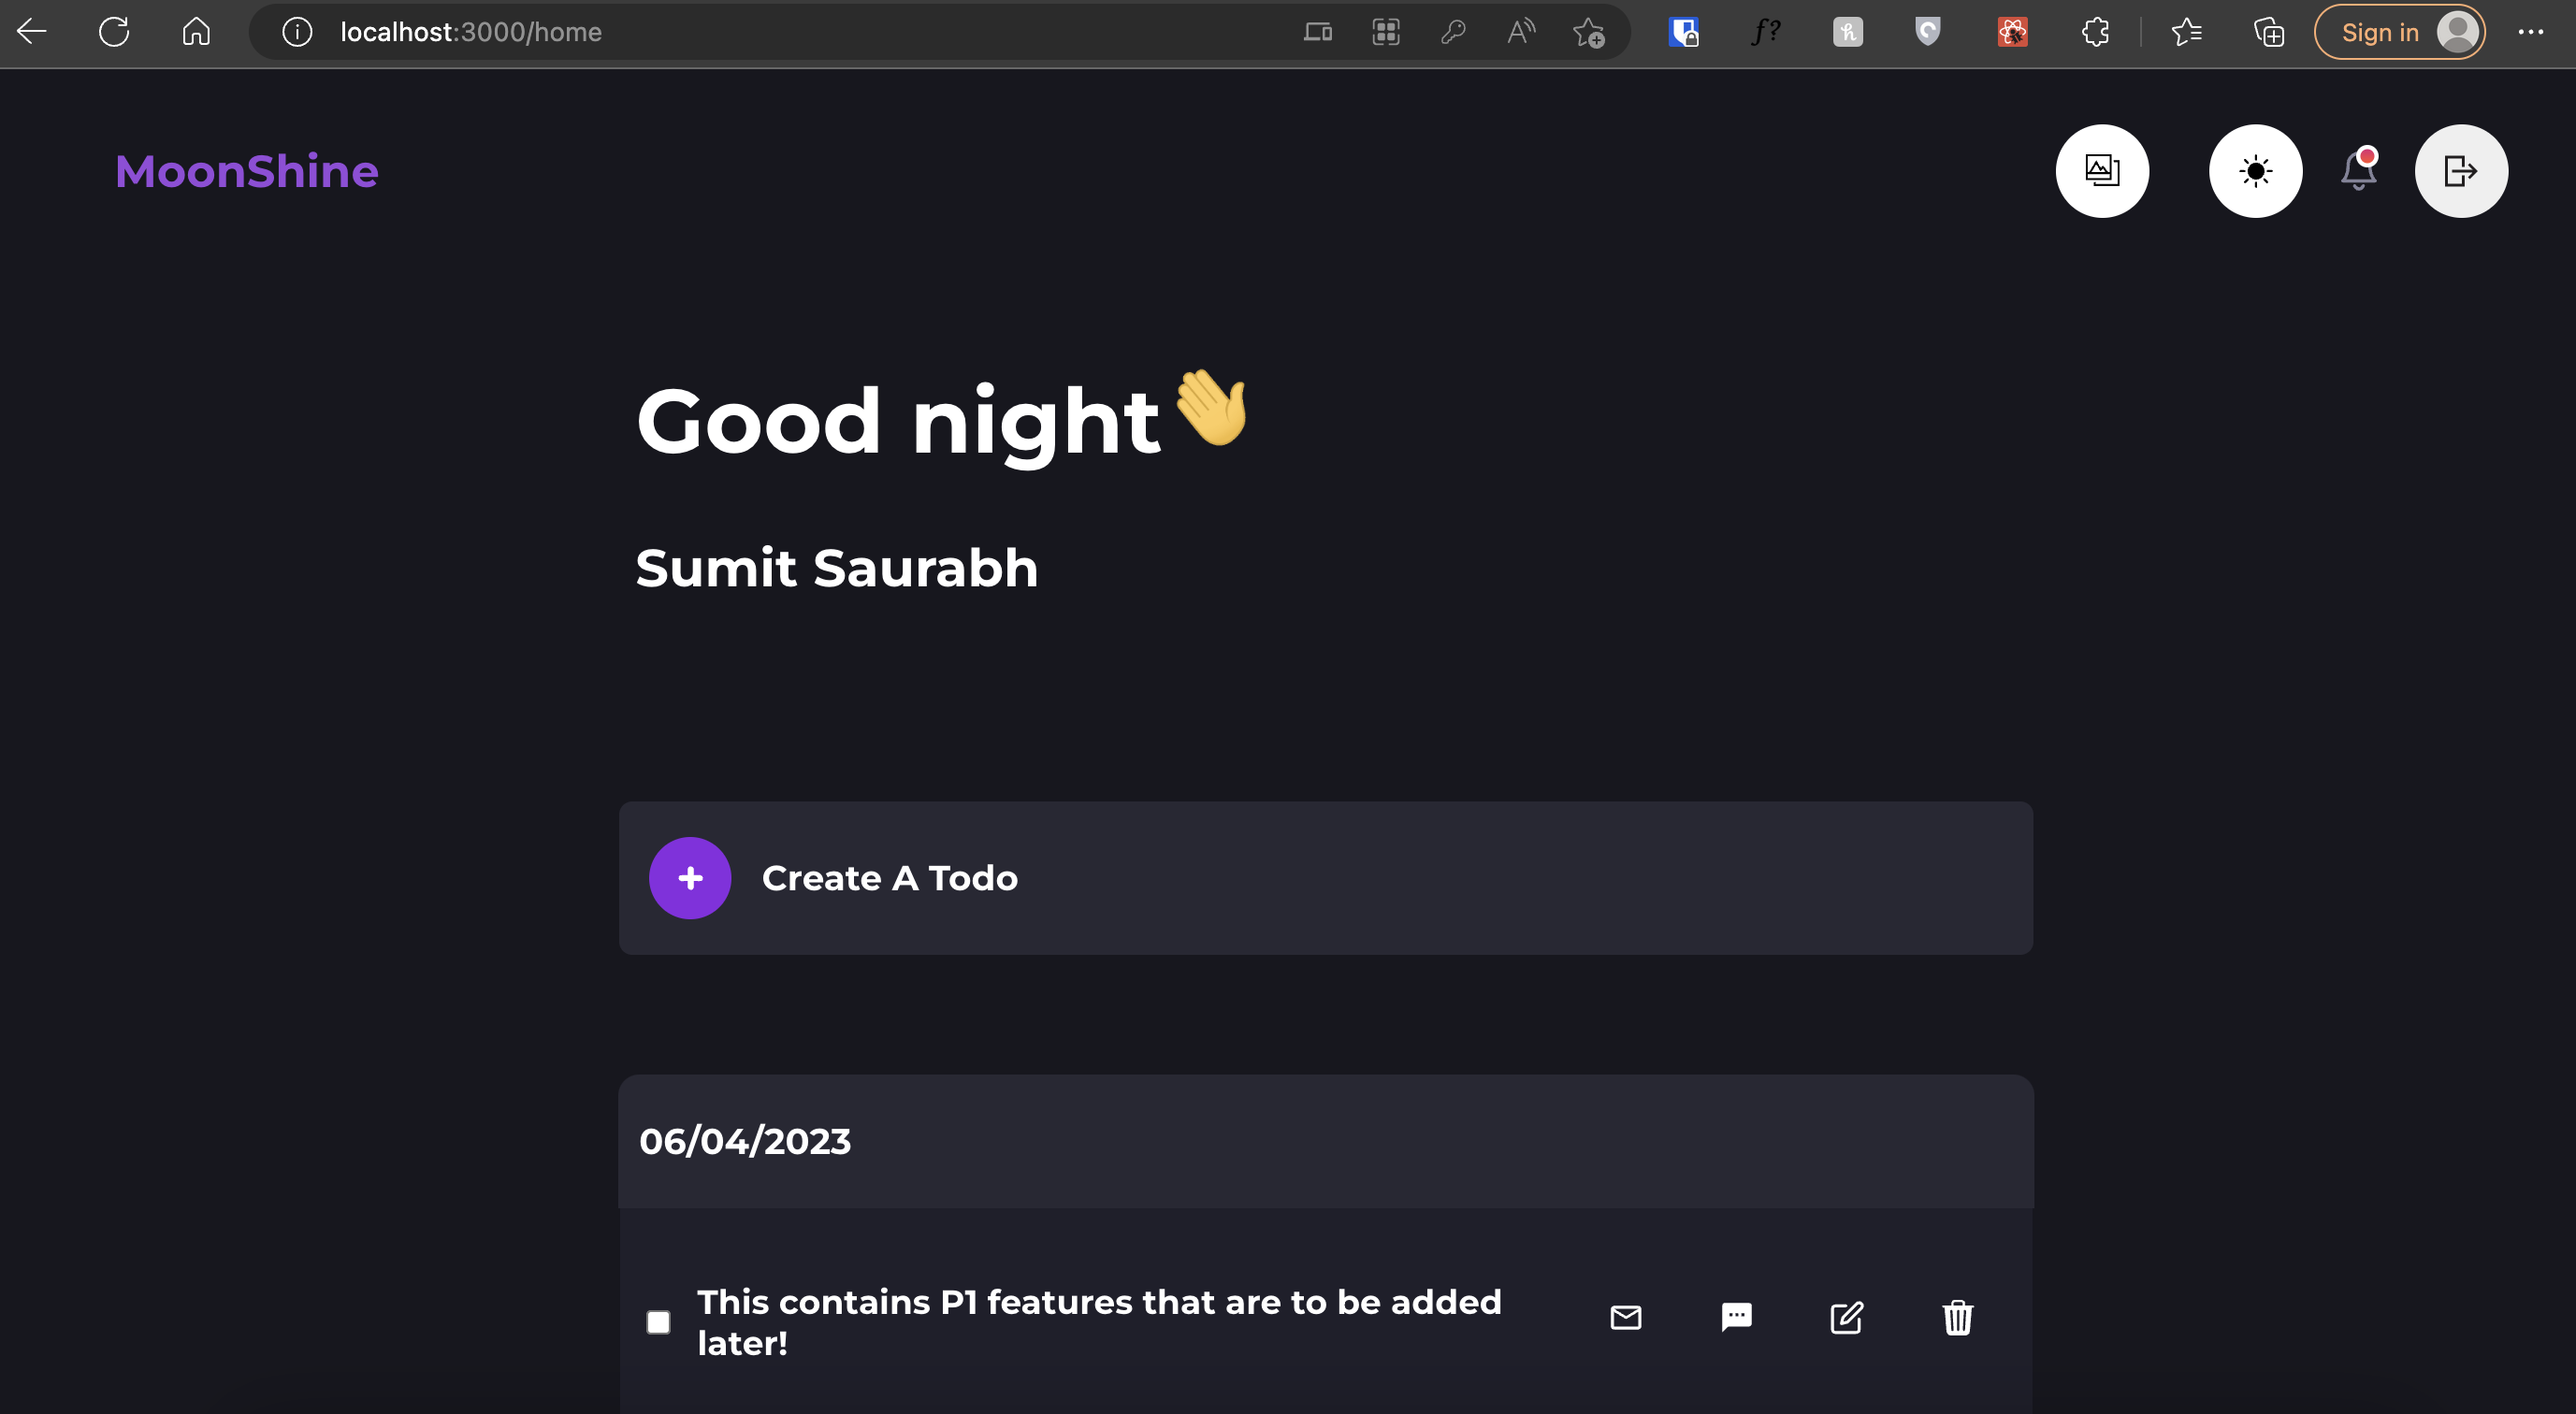 localhost:3000/home
Sign in
MoonShine
Good night👋
Sumit Saurabh
Create A Todo
06/04/2023
This contains P1 features that are to be added
later!